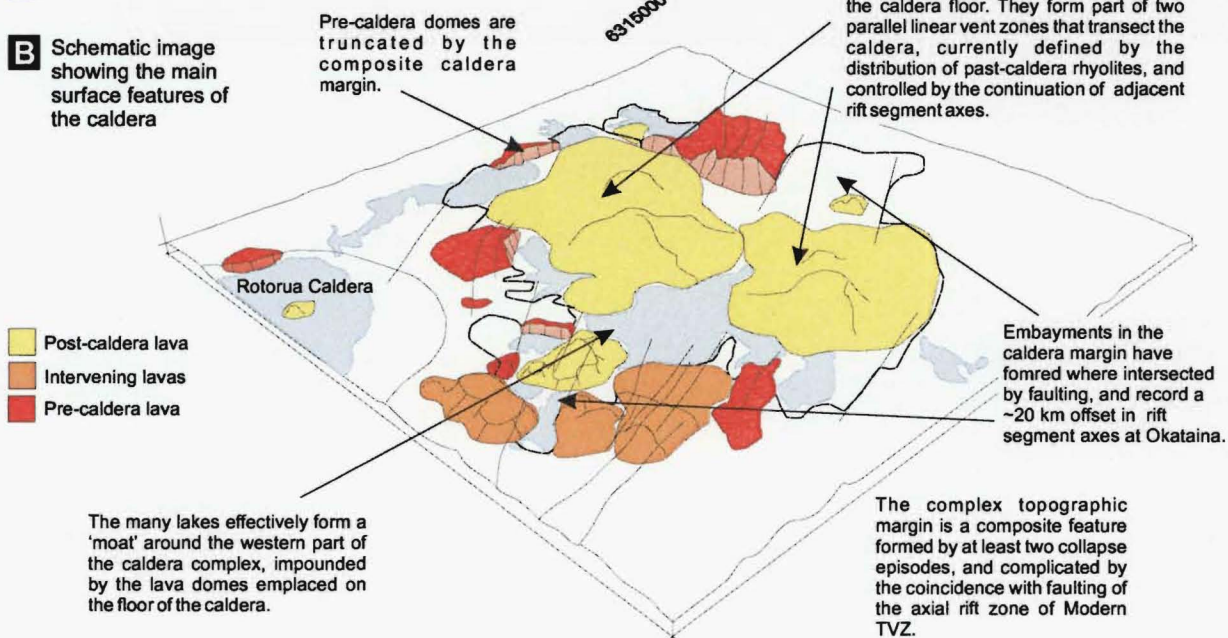 B Schematic image
showing the main
surface features of
the caldera
Pre-caldera domes are
truncated by the
composite caldera
margin.
6315000
the caldera floor. They form part of two
parallel linear vent zones that transect the
caldera, currently defined by the
distribution of past-caldera rhyolites, and
controlled by the continuation of adjacent
rift segment axes.
Rotorua Caldera
Post-caldera lava
Intervening lavas
Pre-caldera lava
Embayments in the
caldera margin have
fomred where intersected
by faulting, and record a
~20 km offset in rift
segment axes at Okataina.
The many lakes effectively form a
'moat' around the western part of
the caldera complex, impounded
by the lava domes emplaced on
the floor of the caldera.
The complex topographic
margin is a composite feature
formed by at least two collapse
episodes, and complicated by
the coincidence with faulting of
the axial rift zone of Modern
TVZ.